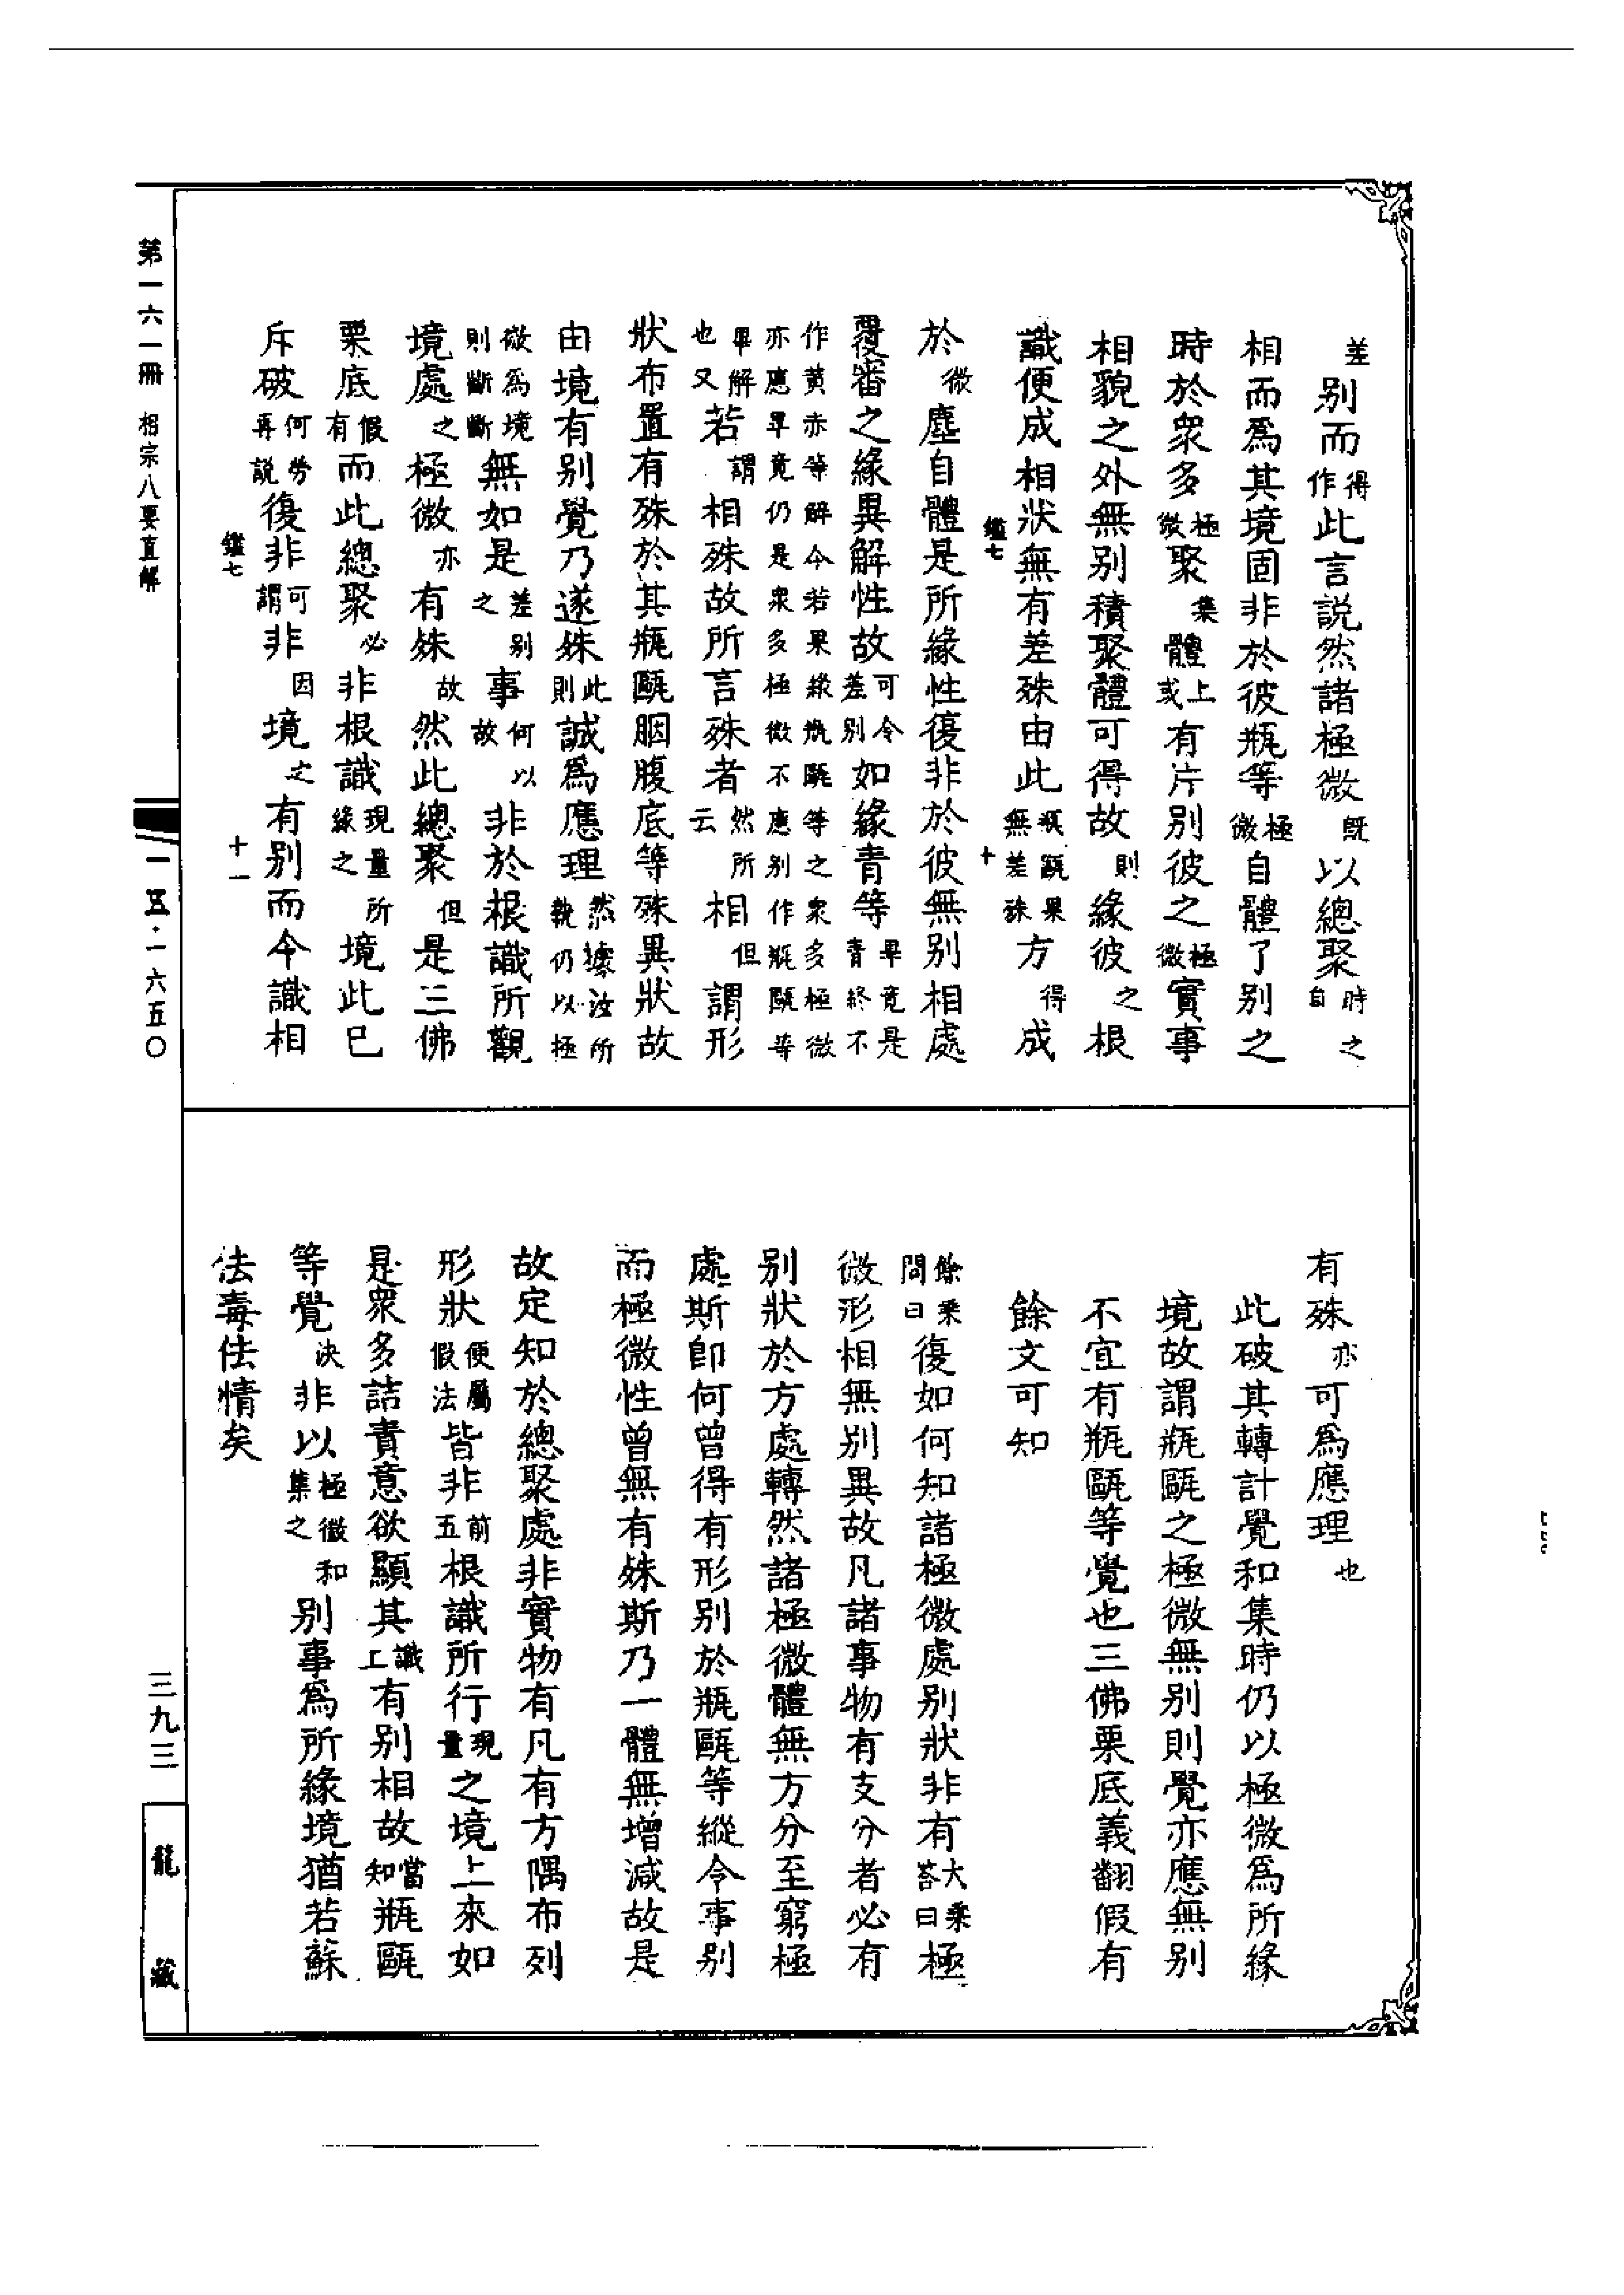 差別而得作此言說然諸極微既以總聚時之自
相而為其境固非於彼瓶等極微自體了別之
時於眾多極微聚集體上或有片別彼之極微實事
相貌之外無別積聚體可得故則緣彼之根
識便成相狀無有差殊由此瓶甌果無差殊方得成
鑑七 十
於微塵自體是所緣性復非於彼無別相處
覆審之緣異解性故可令差別如緣青等畢竟是青終不
作黃赤等解今若果緣瓶甌等之眾多極微
亦應畢竟仍是眾多極微不應別作瓶甌等
畢解也又若謂相殊故所言殊者然所云相但謂形
狀布置有殊於其瓶甌胭腹底等殊異狀故
由境有別覺乃遂殊此則誠為應理然壞汝所執仍以極
微為境則斷斷無如是差別之事何以故非於根識所觀
境處之極微亦有殊故然此總聚但是三佛
栗底假有而此總聚必非根識現量所緣之境此已
斥破何勞再說復非可謂非因境之有別而今識相
鑑七 十一
有殊亦可為應理也
此破其轉計覺和集時仍以極微為所緣
境故謂瓶甌之極微無別則覺亦應無別
不宜有瓶甌等覺也三佛栗底義翻假有
餘文可知
餘乘問曰復如何知諸極微處別狀非有大乘答曰極
微形相無別異故凡諸事物有支分者必有
別狀於方處轉然諸極微體無方分至窮極
處斯即何曾得有形別於瓶甌等縱令事別
而極微性曾無有殊斯乃一體無增減故是
故定知於總聚處非實物有凡有方隅布列
形狀便屬假法皆非前五根識所行現量之境上來如
是眾多詰責意欲顯其識上有別相故當知瓶甌
等覺決非以極微和集之別事為所緣境猶若蘇
佉毒佉情矣
第一六一冊 相宗八要直解
一五五·一六五〇
三九三
龍藏